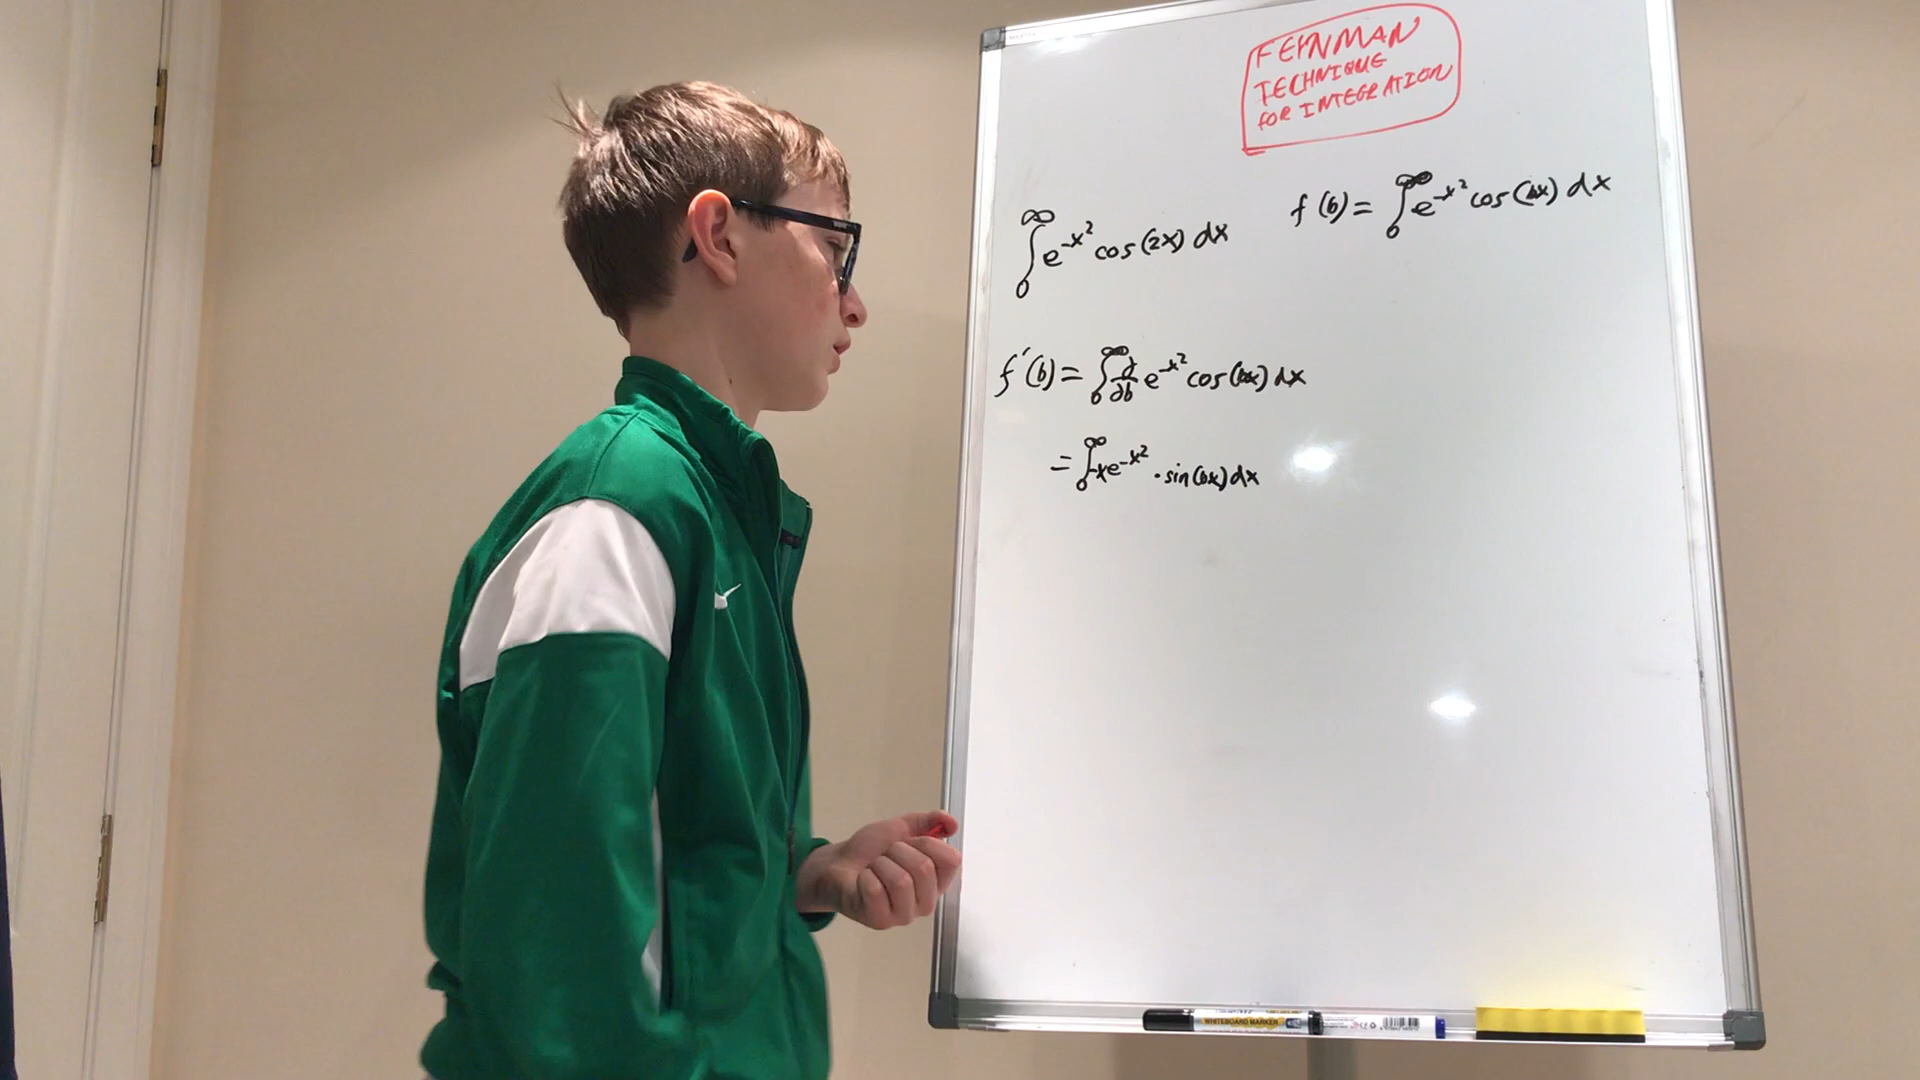 FEYNMAN
TECHNIQUE
FOR INTEGRATION
∫₀^∞ e^-x² cos(2x) dx
f(b) = ∫₀^∞ e^-x² cos(bx) dx
f'(b) = ∫₀^∞ ∂/∂b e^-x² cos(bx) dx
= ∫₀^∞ -xe^-x² · sin(bx) dx
WHITEBOARD MARKER